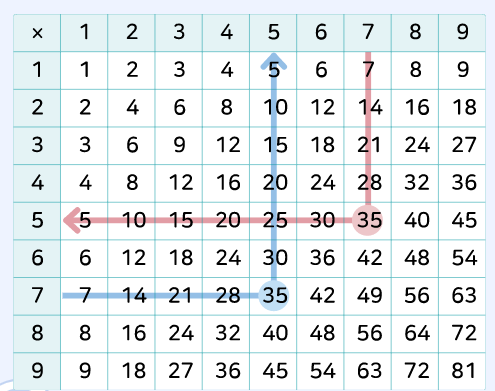 × 1 2 3 4 5 6 7 8 9
1 1 2 3 4 5 6 7 8 9
2 2 4 6 8 10 12 14 16 18
3 3 6 9 12 15 18 21 24 27
4 4 8 12 16 20 24 28 32 36
5 5 10 15 20 25 30 35 40 45
6 6 12 18 24 30 36 42 48 54
7 7 14 21 28 35 42 49 56 63
8 8 16 24 32 40 48 56 64 72
9 9 18 27 36 45 54 63 72 81